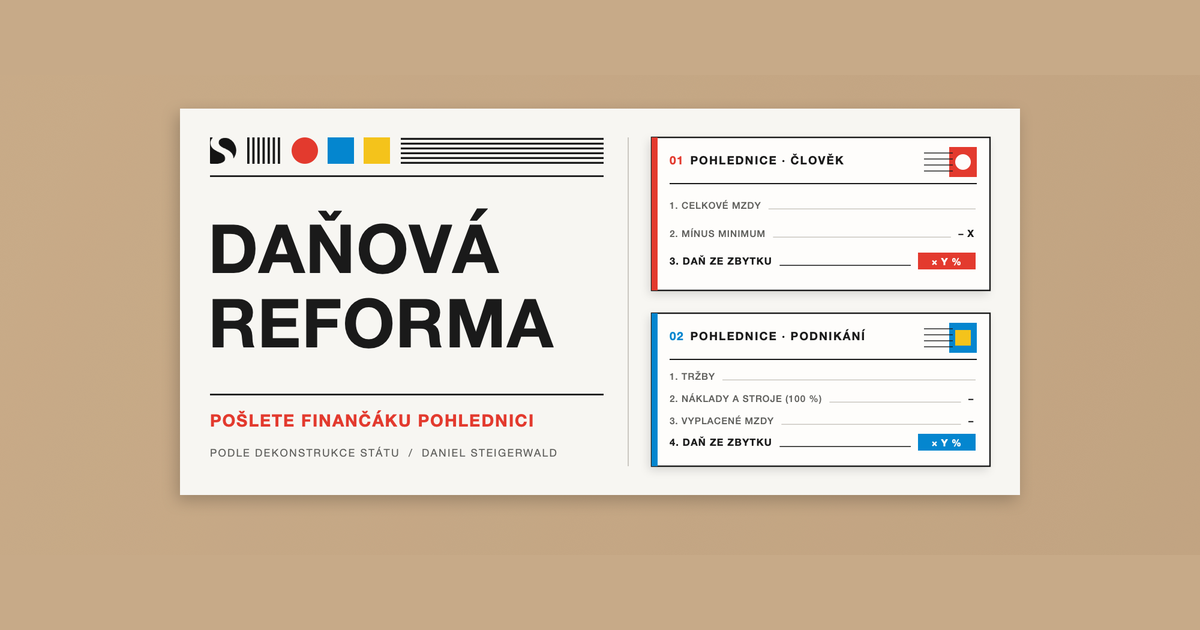 S
DAŇOVÁ
REFORMA
POŠLETE FINANČÁKU POHLEDNICI
PODLE DEKONSTRUKCE STÁTU / DANIEL STEIGERWALD
01 POHLEDNICE · ČLOVĚK
1. CELKOVÉ MZDY
2. MÍNUS MINIMUM – X
3. DAŇ ZE ZBYTKU × Y %
02 POHLEDNICE · PODNIKÁNÍ
1. TRŽBY
2. NÁKLADY A STROJE (100 %) –
3. VYPLACENÉ MZDY –
4. DAŇ ZE ZBYTKU × Y %